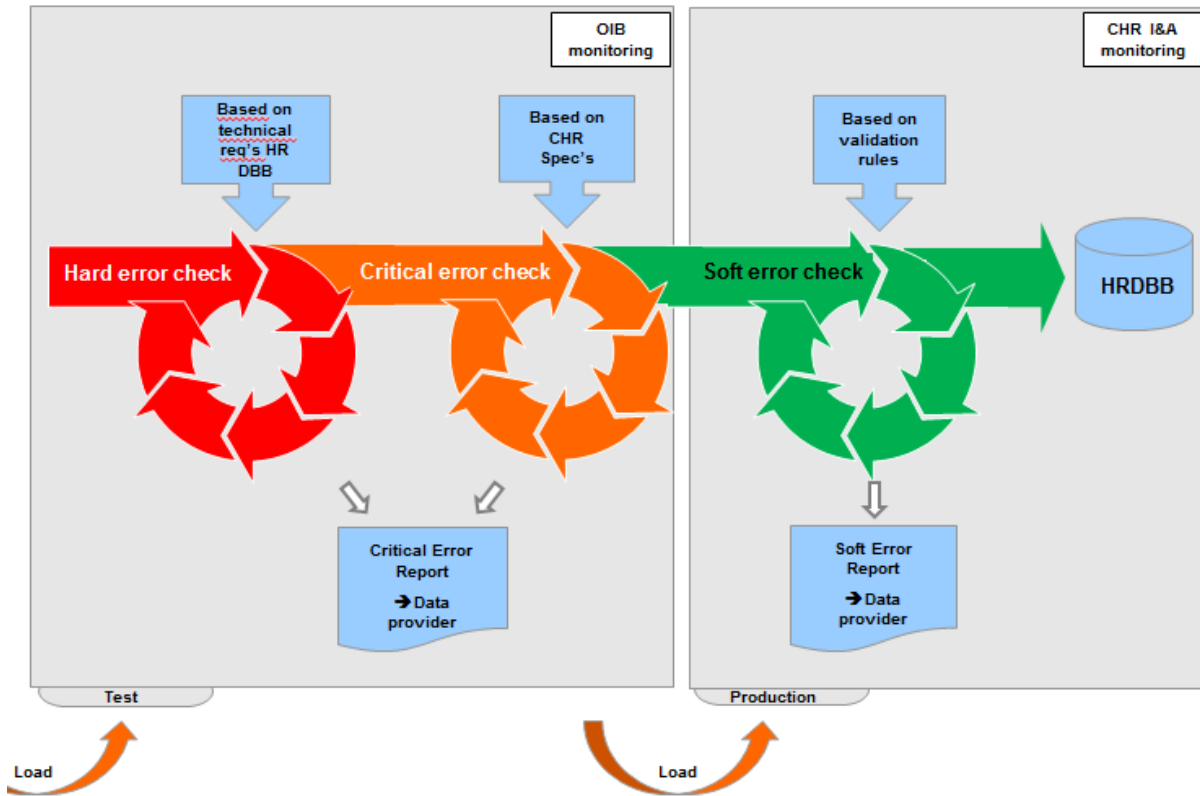 OIB
monitoring
CHR I&A
monitoring
Based on
technical
req's HR
DBB
Based on
CHR
Spec's
Based on
validation
rules
Hard error check
Critical error check
Soft error check
HRDBB
Critical Error
Report
➔ Data
provider
Soft Error
Report
➔ Data
provider
Test
Production
Load
Load